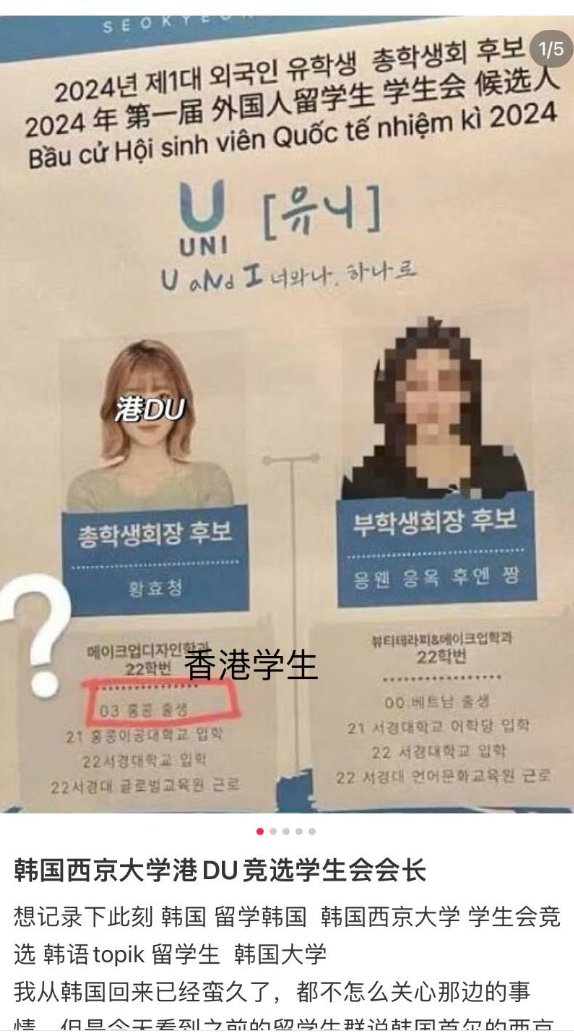 SEOKYE
1/5
2024년 제1대 외국인 유학생 총학생회 후보
2024 年 第一届 外国人留学生 学生会 候选人
Bầu cử Hội sinh viên Quốc tế nhiệm kì 2024
U
UNI
[유니]
U aNd I 너와나, 하나로
港DU
총학생회장 후보
황효청
부학생회장 후보
응웬 응옥 후엔 짱
?
메이크업디자인학과
22학번
香港学生
03 홍콩 출생
21 홍콩이공대학교 입학
22서경대학교 입학
22서경대 글로벌교육원 근로
뷰티테라피&메이크업학과
22학번
00 베트남 출생
21 서경대학교 어학당 입학
22 서경대학교 입학
22 서경대 언어문화교육원 근로
韩国西京大学港DU竞选学生会会长
想记录下此刻 韩国 留学韩国 韩国西京大学 学生会竞
选 韩语topik 留学生 韩国大学
我从韩国回来已经蛮久了，都不怎么关心那边的事
情，但是今天看到之前的留学生群说韩国首尔的西京